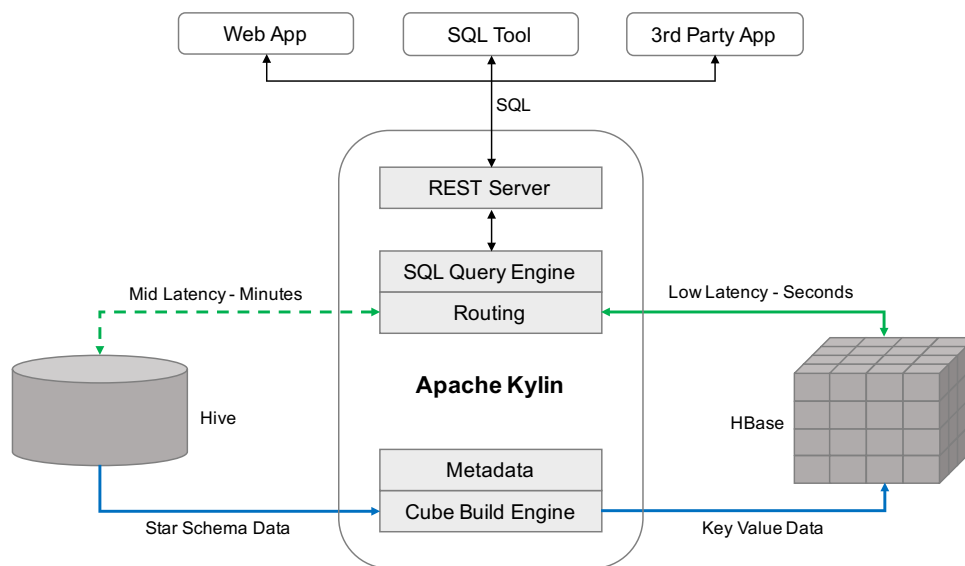 Web App
SQL Tool
3rd Party App
SQL
REST Server
SQL Query Engine
Mid Latency - Minutes
Low Latency - Seconds
Routing
Apache Kylin
Hive
HBase
Metadata
Cube Build Engine
Star Schema Data
Key Value Data